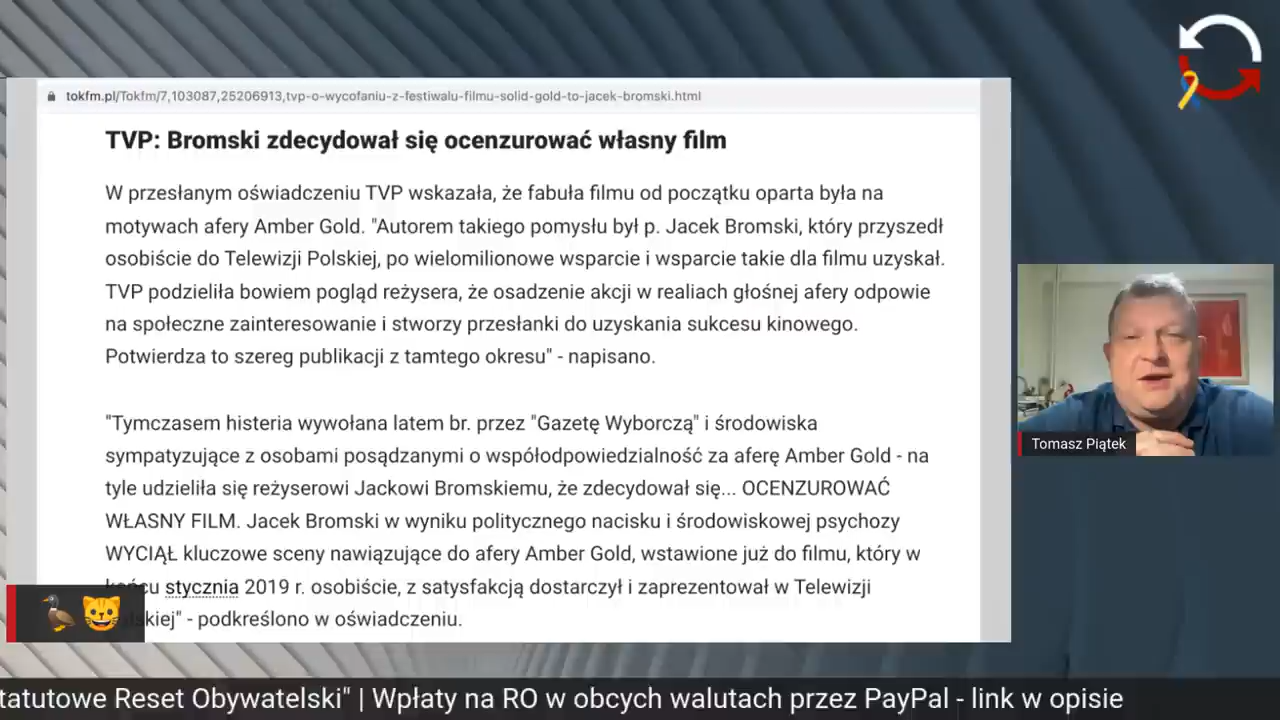 tokfm.pl/Tokfm/7,103087,25206913,tvp-o-wycofaniu-z-festiwalu-filmu-solid-gold-to-jacek-bromski.html
TVP: Bromski zdecydował się ocenzurować własny film
W przesłanym oświadczeniu TVP wskazała, że fabuła filmu od początku oparta była na
motywach afery Amber Gold. "Autorem takiego pomysłu był p. Jacek Bromski, który przyszedł
osobiście do Telewizji Polskiej, po wielomilionowe wsparcie i wsparcie takie dla filmu uzyskał.
TVP podzieliła bowiem pogląd reżysera, że osadzenie akcji w realiach głośnej afery odpowie
na społeczne zainteresowanie i stworzy przesłanki do uzyskania sukcesu kinowego.
Potwierdza to szereg publikacji z tamtego okresu" - napisano.
"Tymczasem histeria wywołana latem br. przez "Gazetę Wyborczą" i środowiska
sympatyzujące z osobami posądzanymi o współodpowiedzialność za aferę Amber Gold - na
tyle udzieliła się reżyserowi Jackowi Bromskiemu, że zdecydował się... OCENZUROWAĆ
WŁASNY FILM. Jacek Bromski w wyniku politycznego nacisku i środowiskowej psychozy
WYCIĄŁ kluczowe sceny nawiązujące do afery Amber Gold, wstawione już do filmu, który w
końcu stycznia 2019 r. osobiście, z satysfakcją dostarczył i zaprezentował w Telewizji
skiej" - podkreślono w oświadczeniu.
Tomasz Piątek
tatutowe Reset Obywatelski" | Wpłaty na RO w obcych walutach przez PayPal - link w opisie